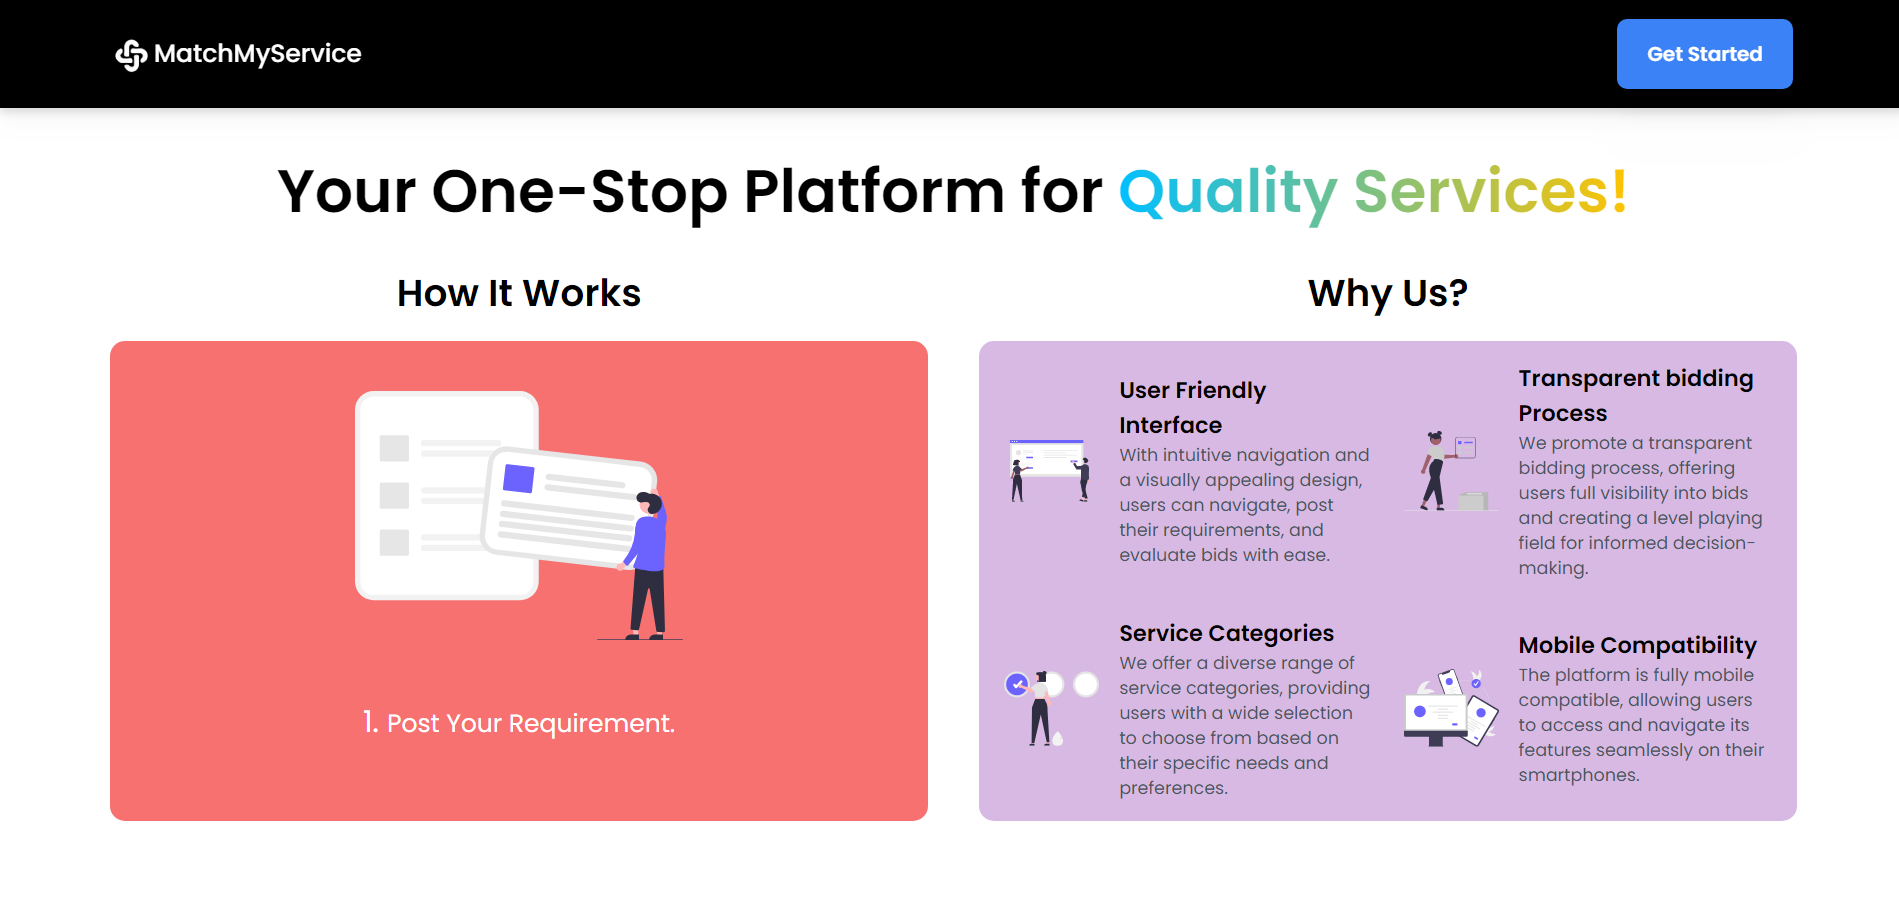 MatchMyService
Get Started
Your One-Stop Platform for Quality Services!
How It Works
1. Post Your Requirement.
Why Us?
User Friendly
Interface
With intuitive navigation and
a visually appealing design,
users can navigate, post
their requirements, and
evaluate bids with ease.
Transparent bidding
Process
We promote a transparent
bidding process, offering
users full visibility into bids
and creating a level playing
field for informed decision-
making.
Service Categories
We offer a diverse range of
service categories, providing
users with a wide selection
to choose from based on
their specific needs and
preferences.
Mobile Compatibility
The platform is fully mobile
compatible, allowing users
to access and navigate its
features seamlessly on their
smartphones.